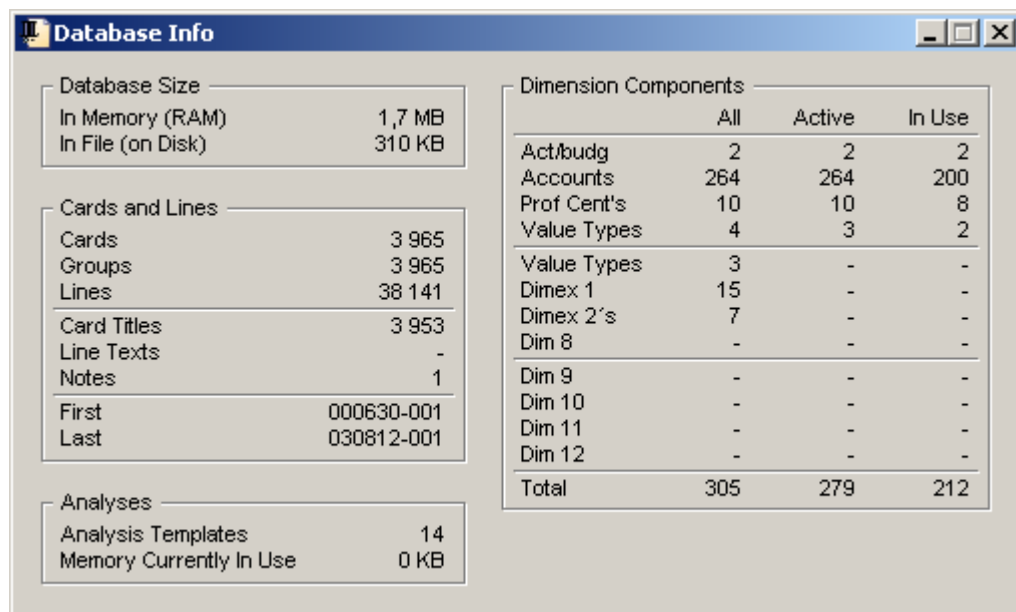 Database Info
Database Size
In Memory (RAM) 1,7 MB
In File (on Disk) 310 KB
Cards and Lines
Cards 3 965
Groups 3 965
Lines 38 141
Card Titles 3 953
Line Texts -
Notes 1
First 000630-001
Last 030812-001
Analyses
Analysis Templates 14
Memory Currently In Use 0 KB
Dimension Components
All Active In Use
Act/budg 2 2 2
Accounts 264 264 200
Prof Cent's 10 10 8
Value Types 4 3 2
Value Types 3 - -
Dimex 1 15 - -
Dimex 2´s 7 - -
Dim 8 - - -
Dim 9 - - -
Dim 10 - - -
Dim 11 - - -
Dim 12 - - -
Total 305 279 212